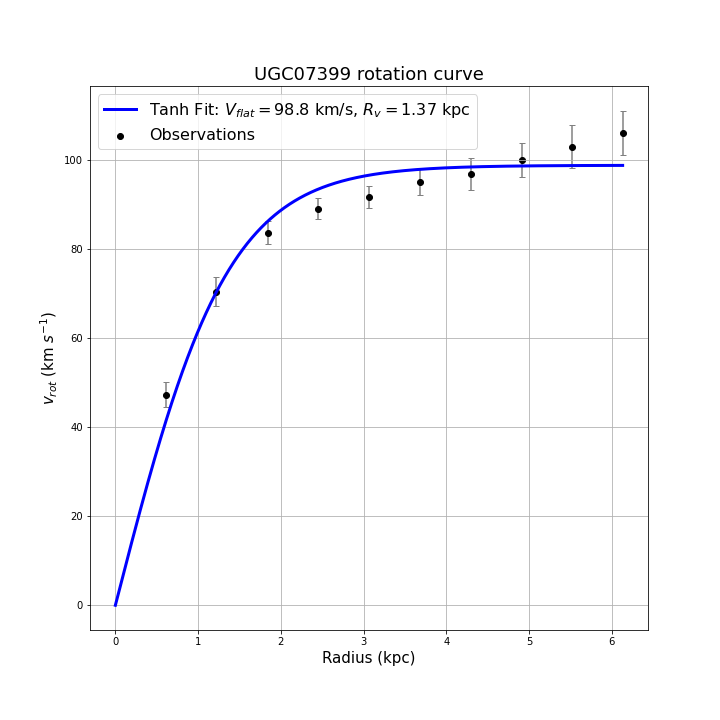 UGC07399 rotation curve
Tanh Fit: $V_{flat} = 98.8$ km/s, $R_v = 1.37$ kpc
Observations
100
80
60
40
20
0
$v_{rot}$ (km $s^{-1}$)
0 1 2 3 4 5 6
Radius (kpc)